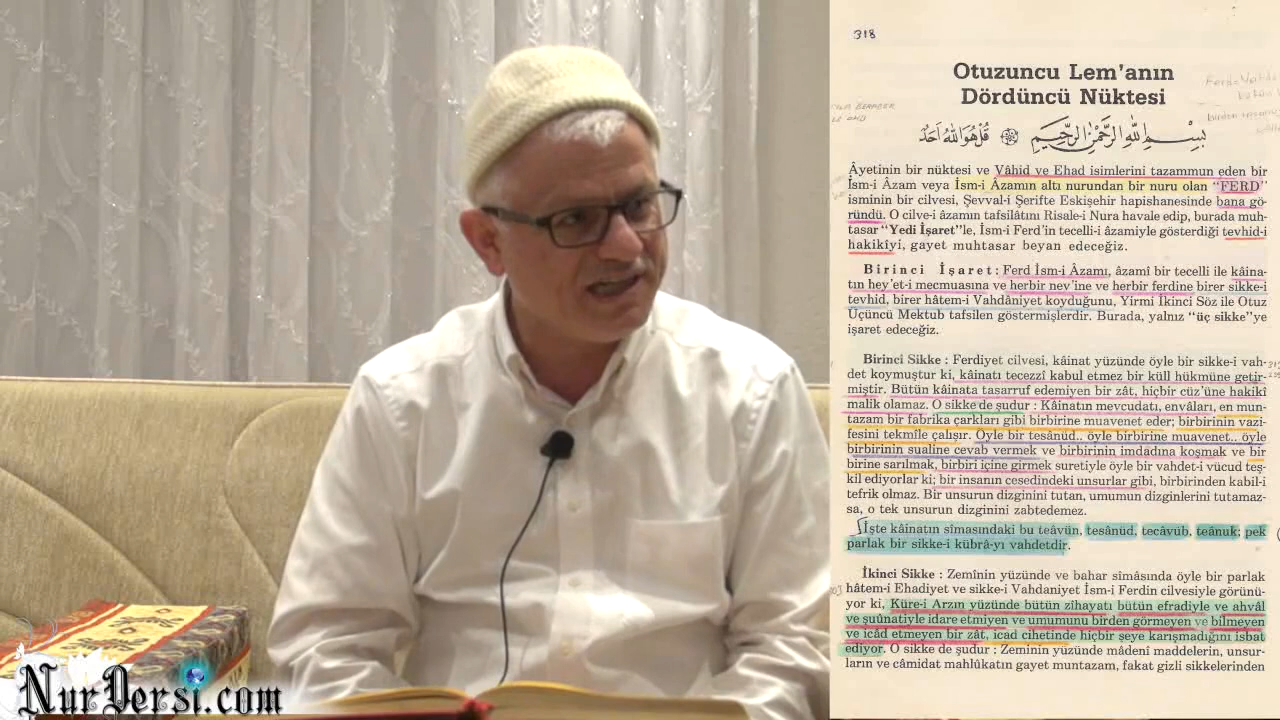 318
Otuzuncu Lem'anın
Dördüncü Nüktesi
بِسْــمِ اللّٰهِ الرَّحْمٰنِ الرَّحِيمِ ۞ قُلْ هُوَ اللّٰهُ اَحَدٌ
Âyetinin bir nüktesi ve Vâhid ve Ehad isimlerini tazammun eden bir
İsm-i Âzam veya İsm-i Âzamın altı nurundan bir nuru olan "FERD"
isminin bir cilvesi, Şevval-i Şerifte Eskişehir hapishanesinde bana gö-
ründü. O cilve-i âzamın tafsilâtını Risale-i Nura havale edip, burada muh-
tasar "Yedi İşaret"le, İsm-i Ferd'in tecelli-i âzamiyle gösterdiği tevhid-i
hakikîyi, gayet muhtasar beyan edeceğiz.
Birinci İşaret: Ferd İsm-i Âzamı, âzamî bir tecelli ile kâina-
tın hey'et-i mecmuasına ve herbir nev'ine ve herbir ferdine birer sikke-i
tevhid, birer hâtem-i Vahdâniyet koyduğunu, Yirmi İkinci Söz ile Otuz
Üçüncü Mektub tafsilen göstermişlerdir. Burada, yalnız "üç sikke"ye
işaret edeceğiz.
Birinci Sikke : Ferdiyet cilvesi, kâinat yüzünde öyle bir sikke-i vah-
det koymuştur ki, kâinatı tecezzî kabul etmez bir küll hükmüne getir-
miştir. Bütün kâinata tasarruf edemiyen bir zât, hiçbir cüz'üne hakikî
malik olamaz. O sikke de şudur : Kâinatın mevcudatı, envâları, en mun-
tazam bir fabrika çarkları gibi birbirine muavenet eder; birbirinin vazi-
fesini tekmîle çalışır. Öyle bir tesânüd.. öyle birbirine muavenet.. öyle
birbirinin sualine cevab vermek ve birbirinin imdadına koşmak ve bir
birine sarılmak, birbiri içine girmek suretiyle öyle bir vahdet-i vücud teş-
kil ediyorlar ki; bir insanın cesedindeki unsurlar gibi, birbirinden kabil-i
tefrik olmaz. Bir unsurun dizginini tutan, umumun dizginlerini tutamaz-
sa, o tek unsurun dizginini zabtedemez.
İşte kâinatın sîmasındaki bu teâvün, tesânüd, tecâvüb, teânuk; pek
parlak bir sikke-i kübrâ-yı vahdetdir.
İkinci Sikke : Zemînin yüzünde ve bahar sîmâsında öyle bir parlak
hâtem-i Ehadiyet ve sikke-i Vahdaniyet İsm-i Ferdin cilvesiyle görünü-
yor ki, Küre-i Arzın yüzünde bütün zîhayatı bütün efradiyle ve ahvâl
ve şuûnatiyle idare etmiyen ve umumunu birden görmeyen ve bilmeyen
ve icâd etmeyen bir zât, icad cihetinde hiçbir şeye karışmadığını isbat
ediyor. O sikke de şudur : Zeminin yüzünde mâdenî maddelerin, unsur-
ların ve câmidat mahlûkatın gayet muntazam, fakat gizli sikkelerinden
NurDersi.com